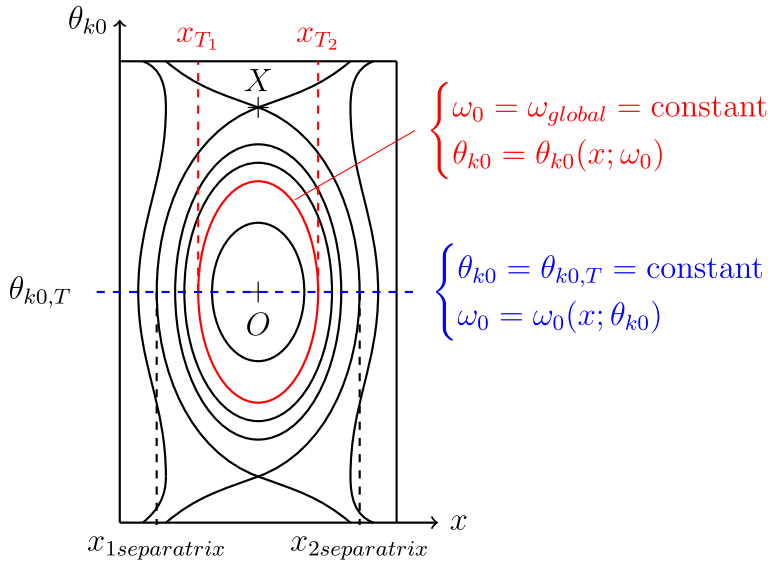 θ_{k0}
x_{T_1} x_{T_2}
X
ω_0 = ω_{global} = constant
θ_{k0} = θ_{k0}(x; ω_0)
θ_{k0,T}
O
θ_{k0} = θ_{k0,T} = constant
ω_0 = ω_0(x; θ_{k0})
x
x_{1separatrix} x_{2separatrix}